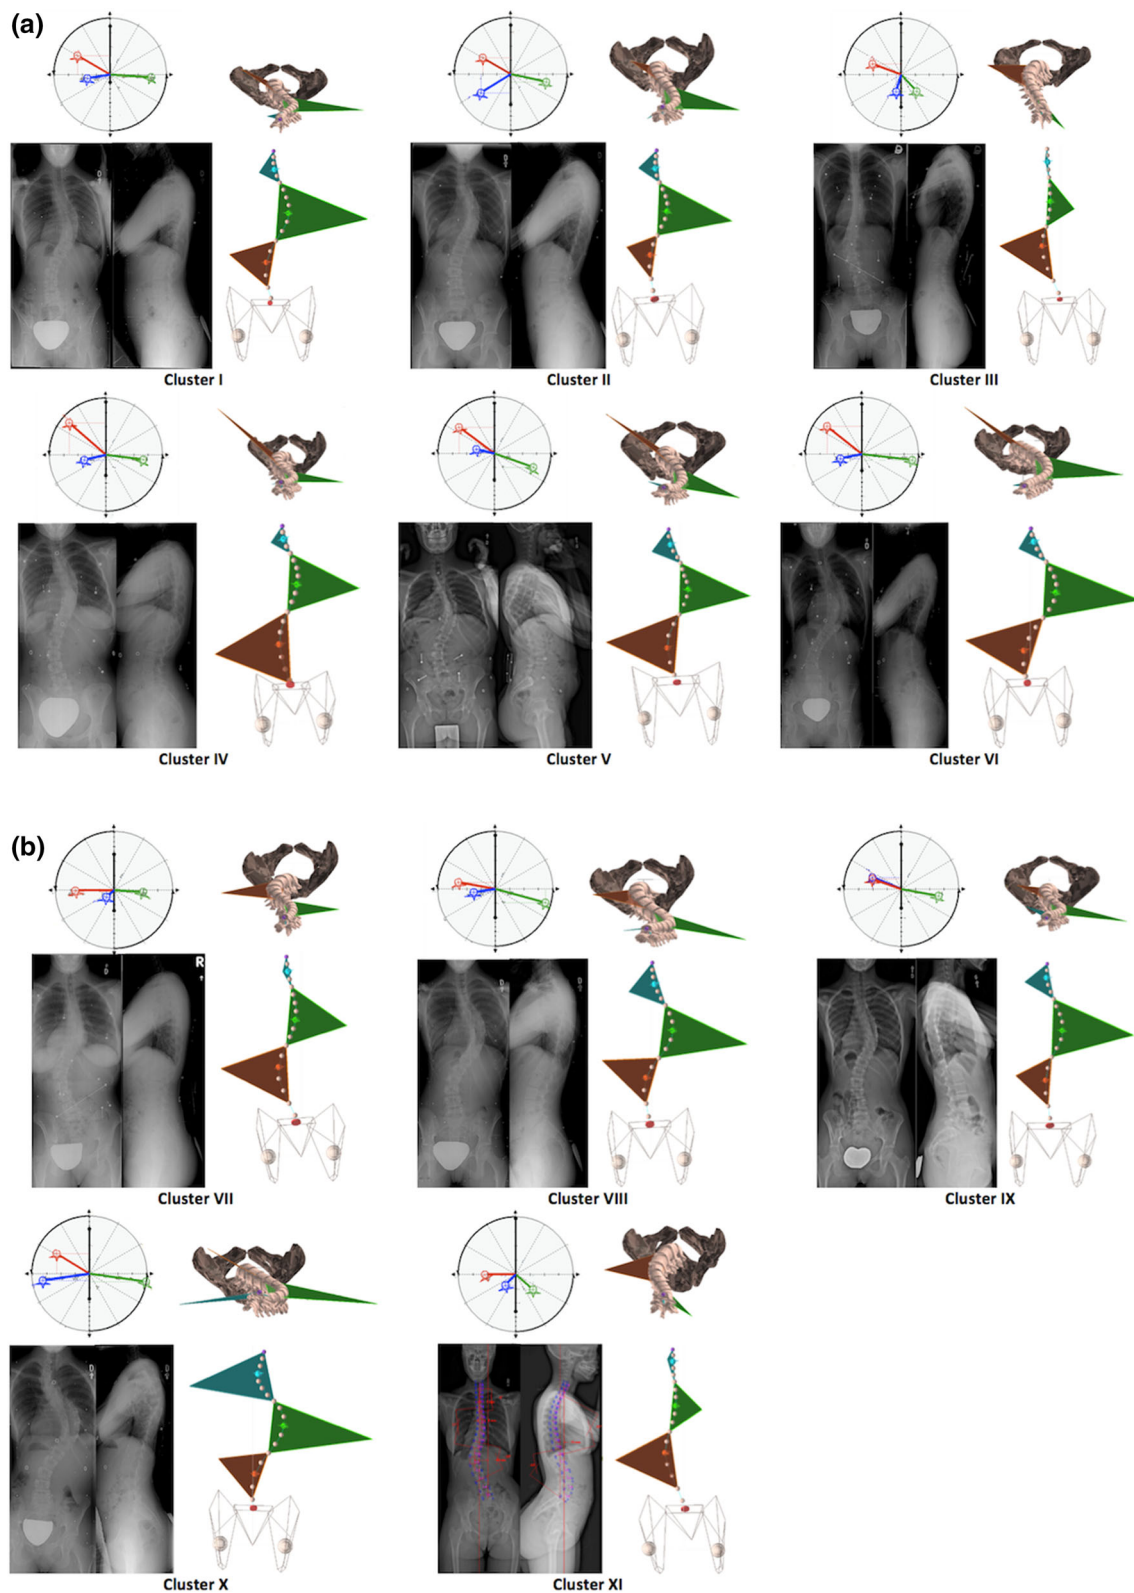 (a)
Cluster I
Cluster II
Cluster III
Cluster IV
Cluster V
Cluster VI
(b)
R
Cluster VII
Cluster VIII
Cluster IX
Cluster X
Cluster XI